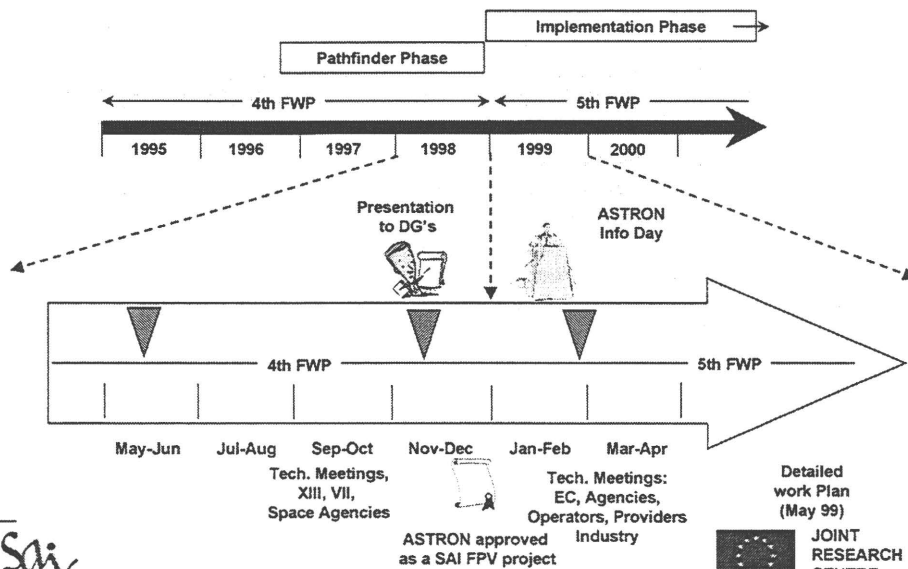 Implementation Phase
Pathfinder Phase
4th FWP
5th FWP
1995
1996
1997
1998
1999
2000
Presentation
to DG's
ASTRON
Info Day
4th FWP
5th FWP
May-Jun
Jul-Aug
Sep-Oct
Nov-Dec
Jan-Feb
Mar-Apr
Tech. Meetings,
XIII, VII,
Space Agencies
ASTRON approved
as a SAI FPV project
Tech. Meetings:
EC, Agencies,
Operators, Providers
Industry
Detailed
work Plan
(May 99)
Sai
JOINT
RESEARCH